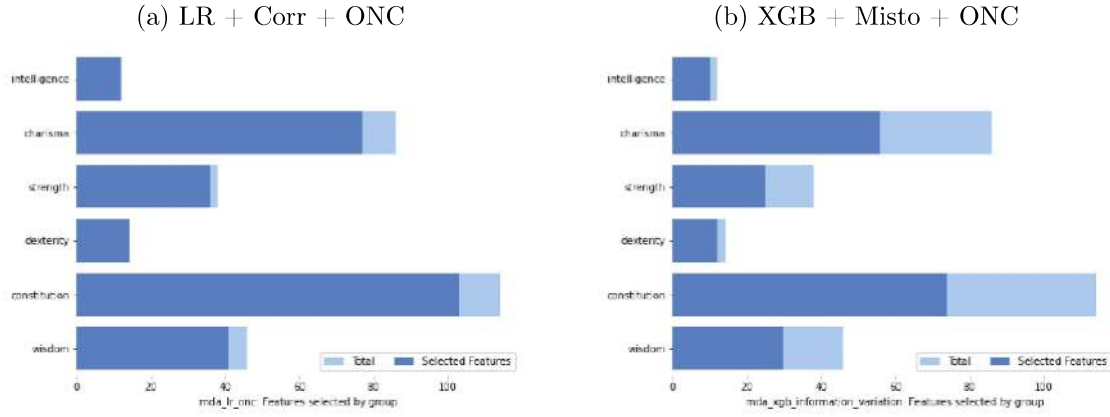 (a) LR + Corr + ONC
intelligence
charisma
strength
dexterity
constitution
wisdom
Total Selected Features
0 20 40 60 80 100
mda_lr_onc: Features selected by group
(b) XGB + Misto + ONC
intelligence
charisma
strength
dexterity
constitution
wisdom
Total Selected Features
0 20 40 60 80 100
mda_xgb_information_variation: Features selected by group